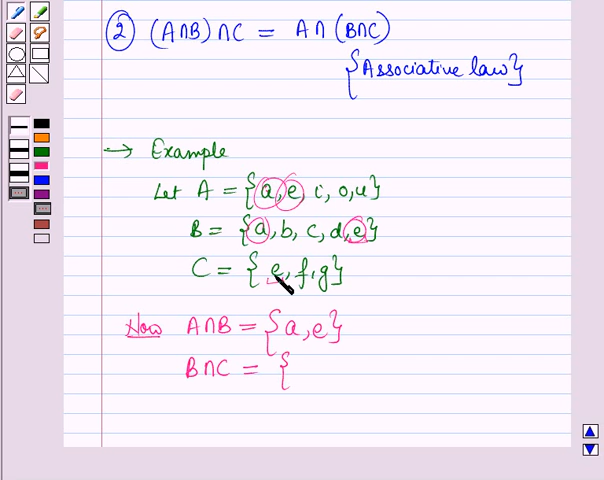 ② (A∩B)∩C = A∩(B∩C)
{Associative law}
→ Example
Let A = {a, e, i, o, u}
B = {a, b, c, d, e}
C = {e, f, g}
Now A∩B = {a, e}
B∩C = {